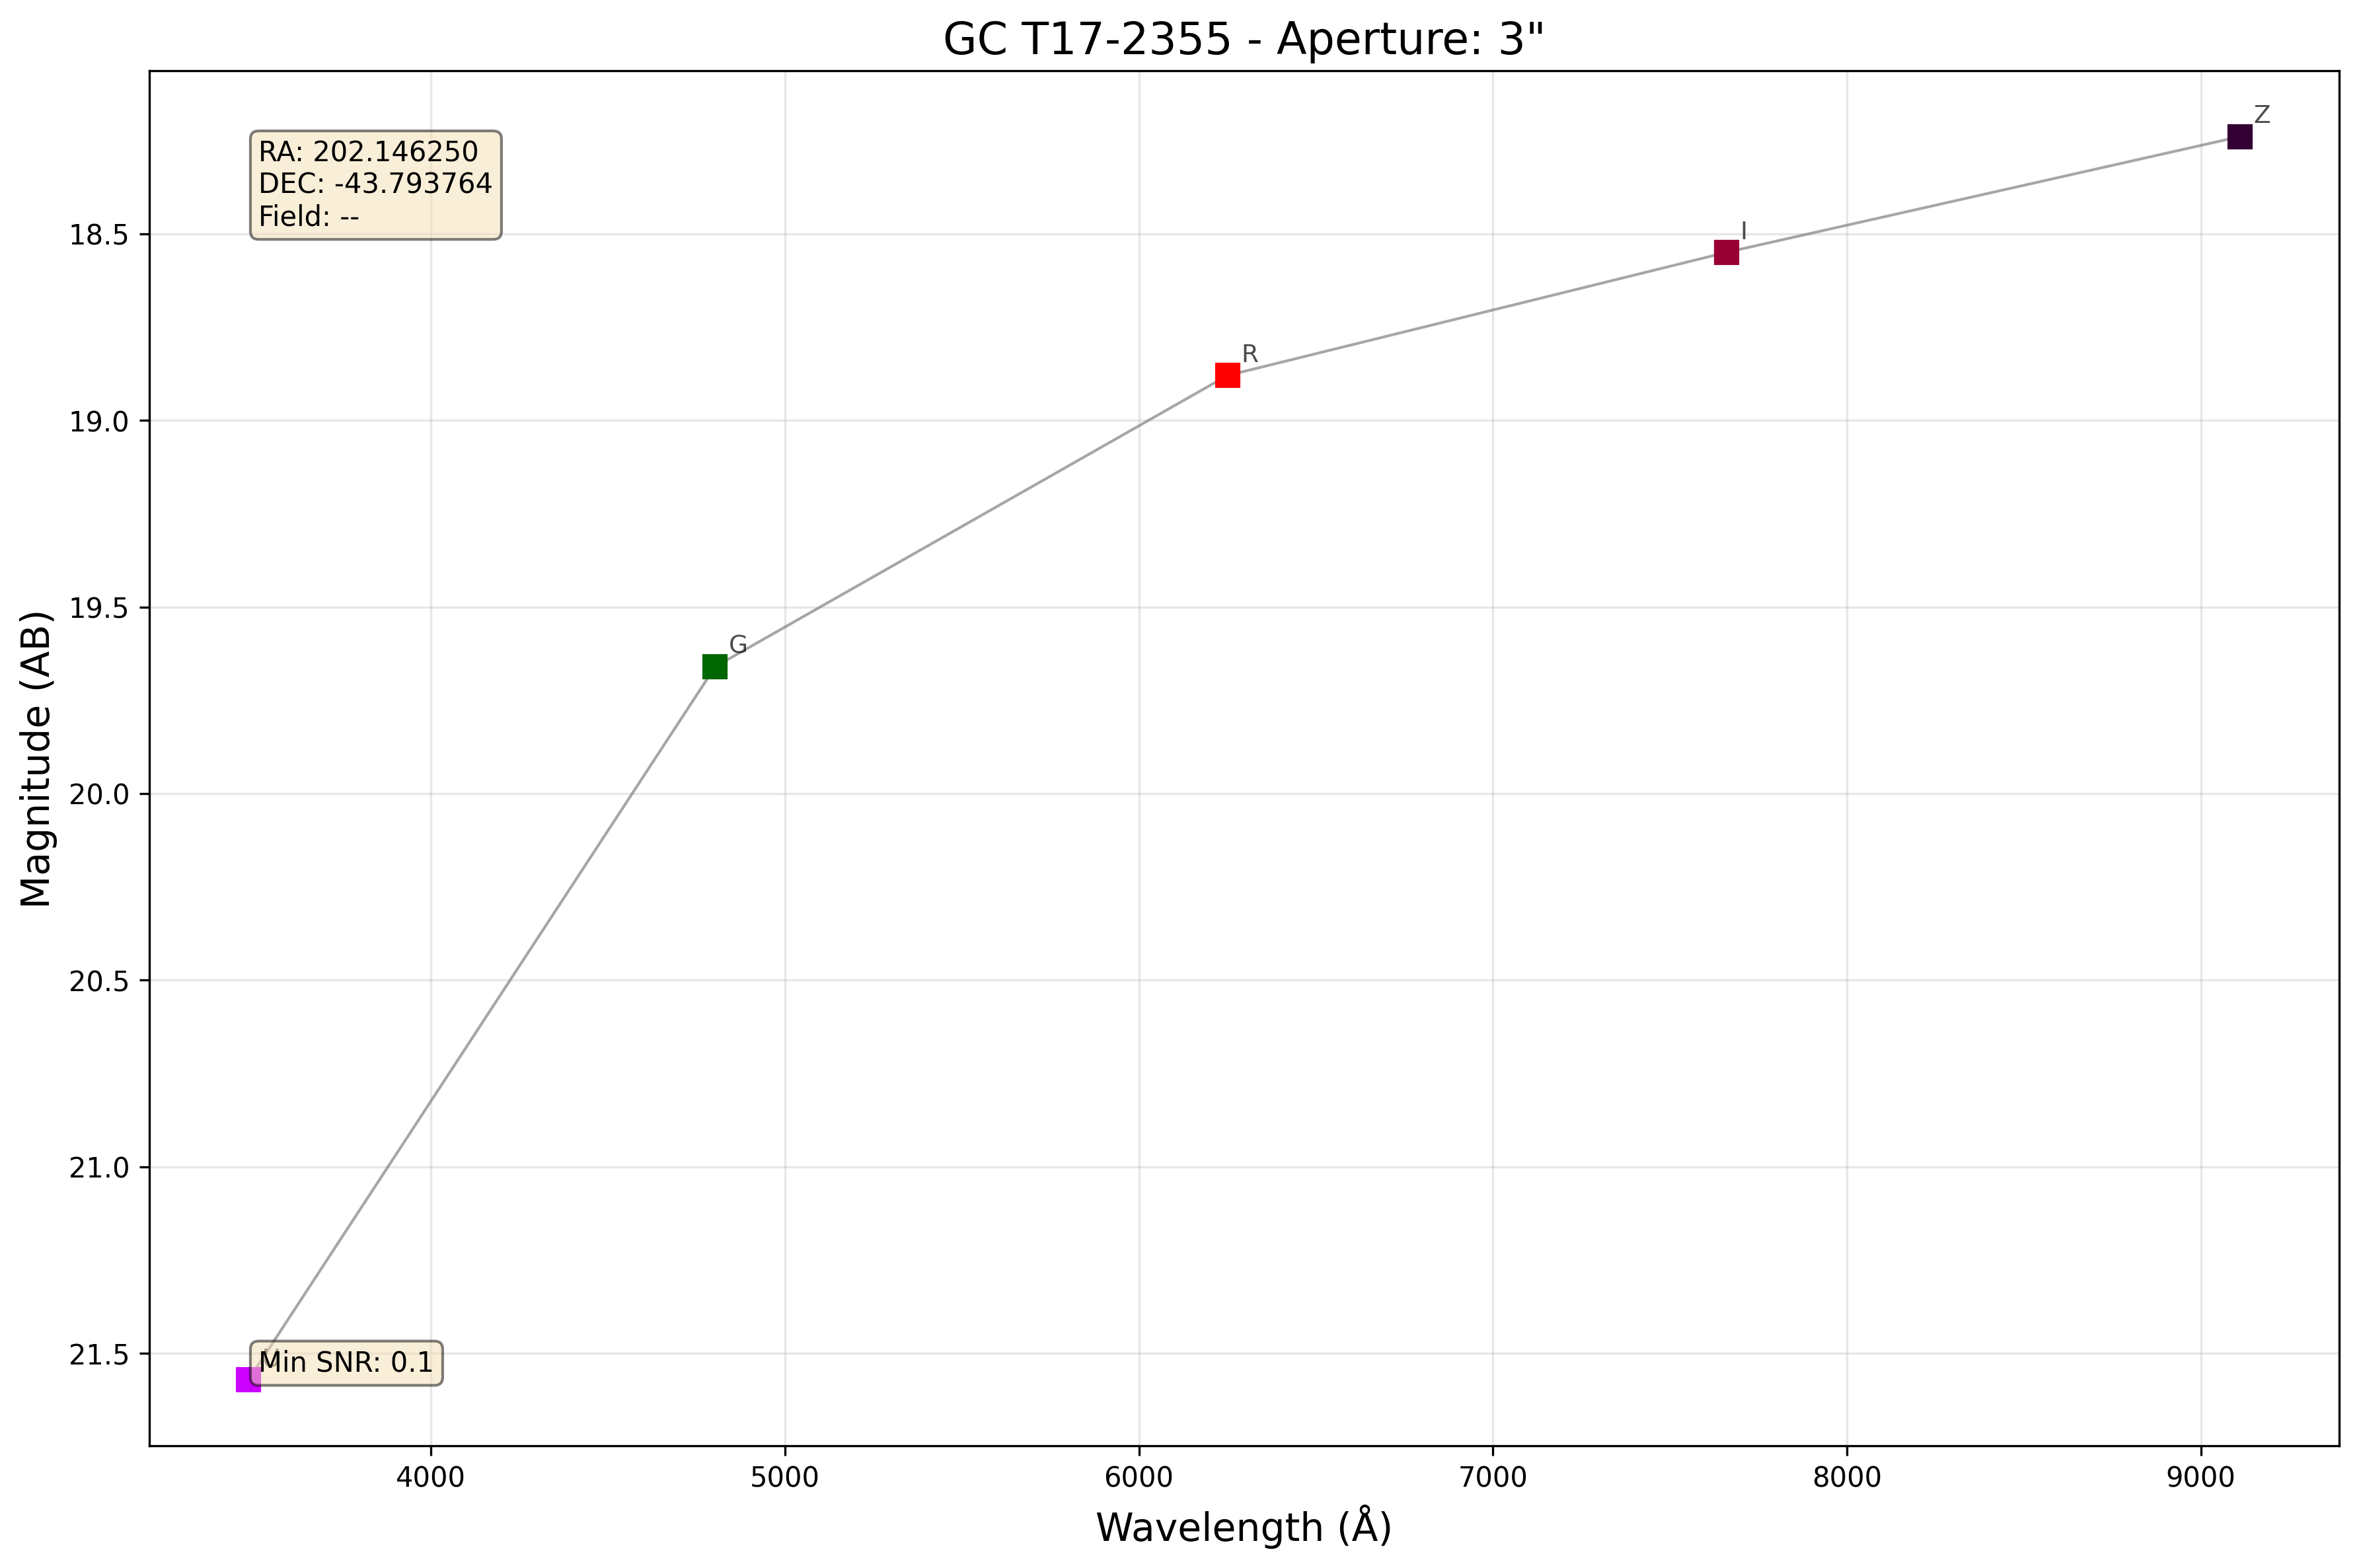 GC T17-2355 - Aperture: 3"
RA: 202.146250
DEC: -43.793764
Field: --
Z
I
R
G
Min SNR: 0.1
18.5
19.0
19.5
20.0
20.5
21.0
21.5
Magnitude (AB)
4000 5000 6000 7000 8000 9000
Wavelength (Å)